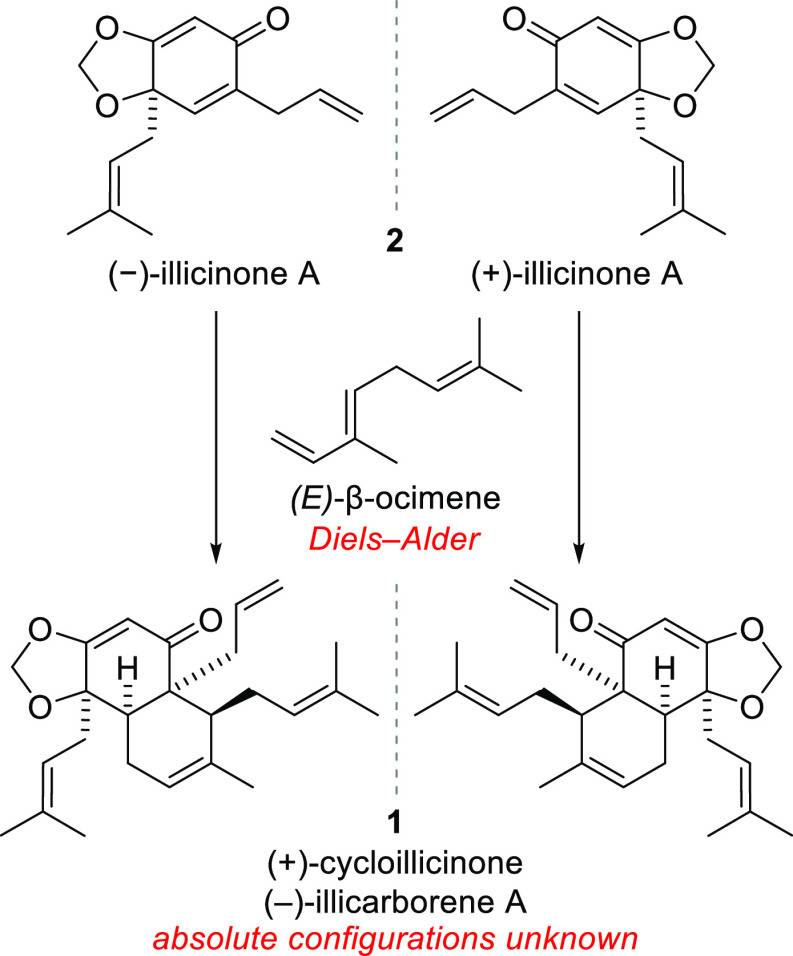 O O O O
O O
2
(−)-illicinone A (+)-illicinone A
(E)-β-ocimene
Diels–Alder
O O O O
H H
O O
1
(+)-cycloillicinone
(–)-illicarborene A
absolute configurations unknown